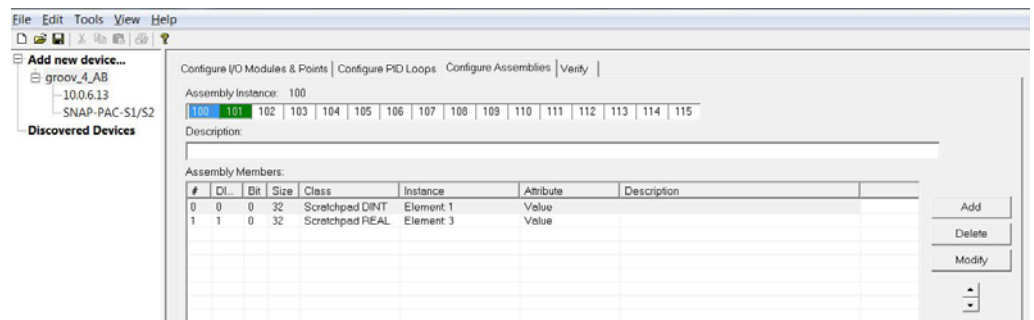 File Edit Tools View Help
Add new device...
groov_4_AB
10.0.6.13
SNAP-PAC-S1/S2
Discovered Devices
Configure I/O Modules & Points Configure PID Loops Configure Assemblies Verify
Assembly Instance: 100
100 101 102 103 104 105 106 107 108 109 110 111 112 113 114 115
Description:
Assembly Members:
# DI... Bit Size Class Instance Attribute Description
0 0 0 32 Scratchpad DINT Element: 1 Value
1 1 0 32 Scratchpad REAL Element: 3 Value
Add
Delete
Modify